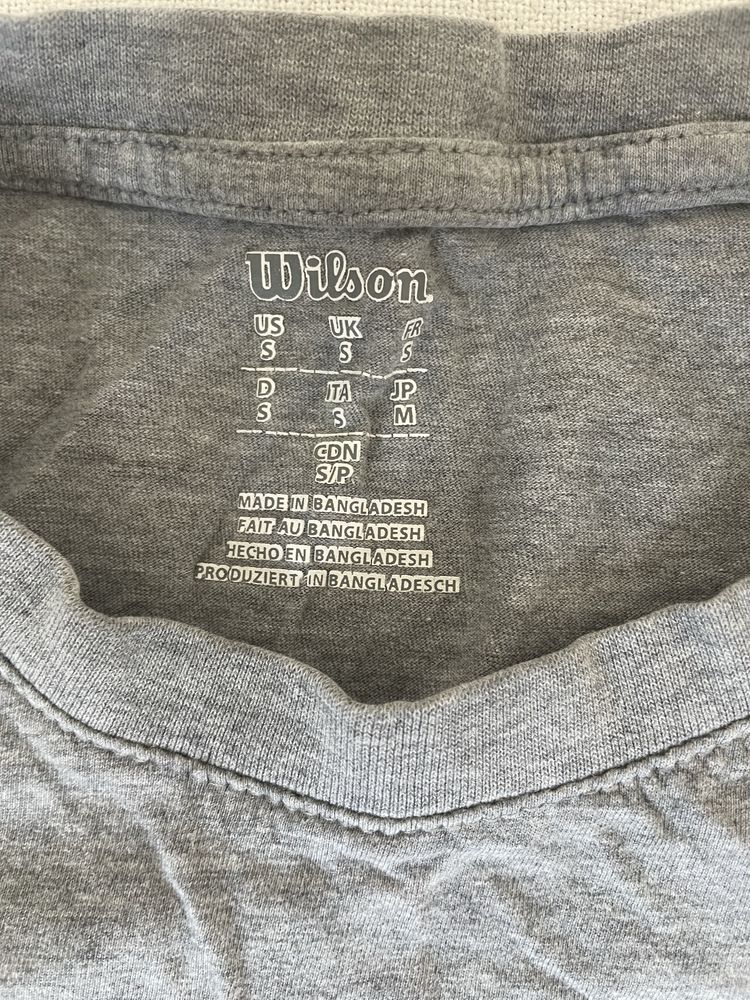 Wilson
US UK FR
S S S
D ITA JP
S S M
CDN
S/P
MADE IN BANGLADESH
FAIT AU BANGLADESH
HECHO EN BANGLADESH
PRODUZIERT IN BANGLADESCH